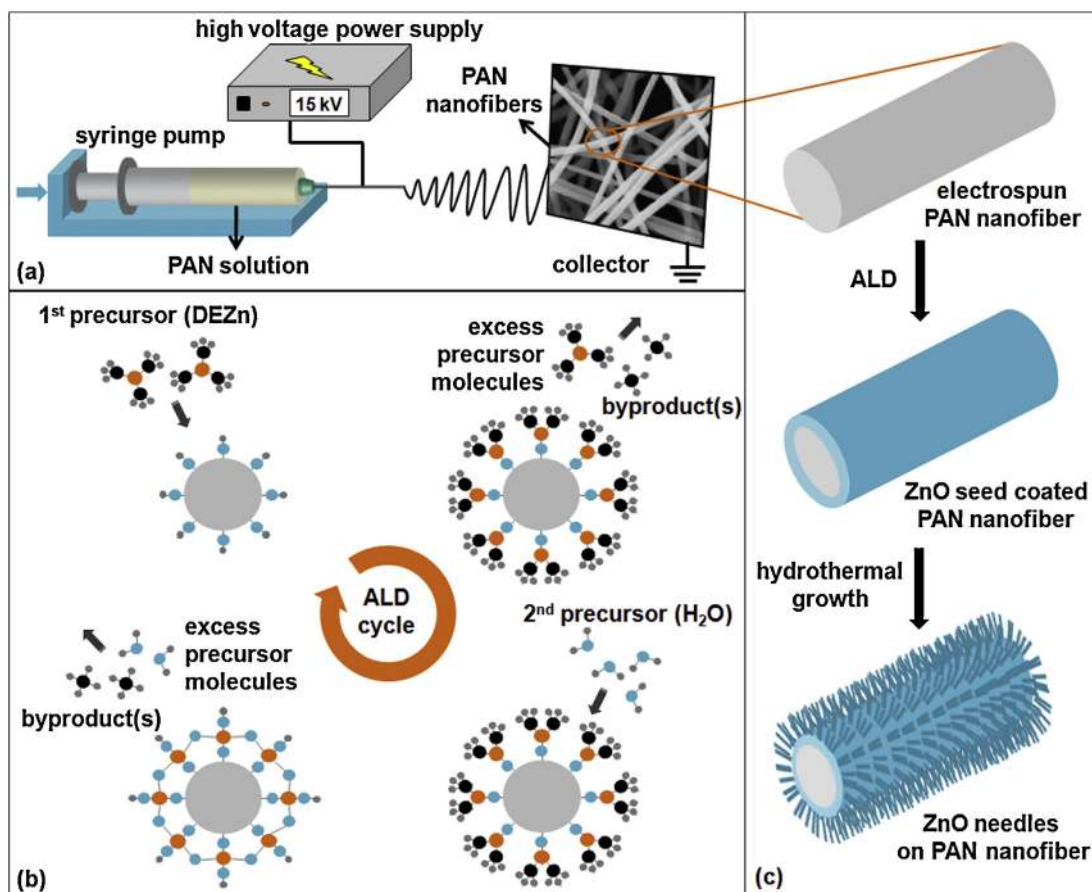 high voltage power supply
15 kV
syringe pump
PAN
nanofibers
PAN solution
collector
(a)
1st precursor (DEZn)
excess
precursor
molecules
byproduct(s)
ALD
cycle
2nd precursor (H2O)
excess
precursor
molecules
byproduct(s)
(b)
electrospun
PAN nanofiber
ALD
ZnO seed coated
PAN nanofiber
hydrothermal
growth
ZnO needles
on PAN nanofiber
(c)